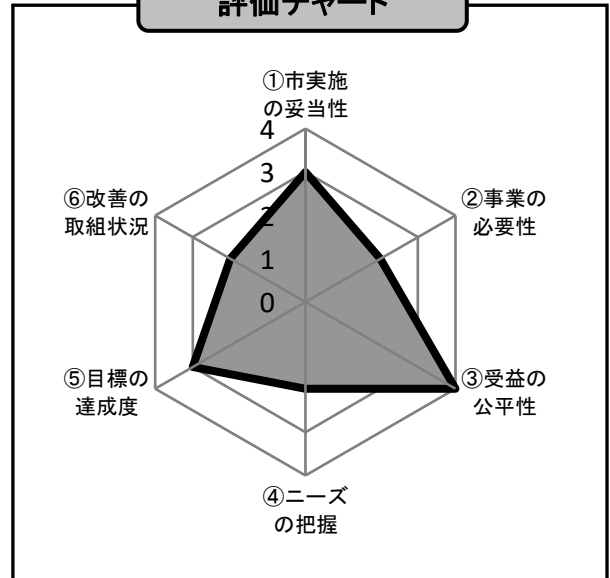 評価チャート
①市実施
の妥当性
4
3
2
1
0
②事業の
必要性
③受益の
公平性
④ニーズ
の把握
⑤目標の
達成度
⑥改善の
取組状況